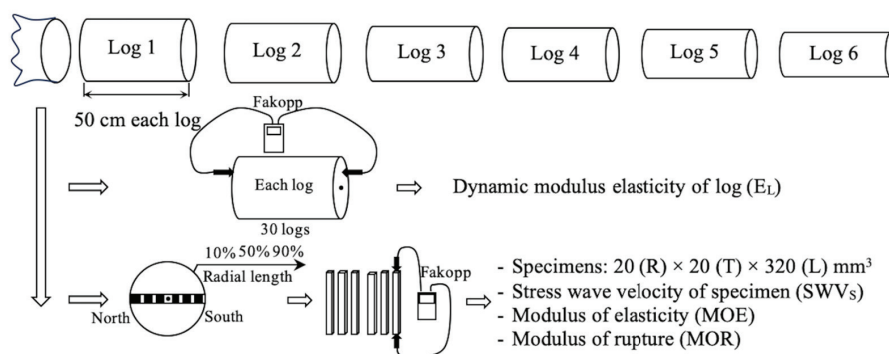 Log 1 Log 2 Log 3 Log 4 Log 5 Log 6
50 cm each log
Fakopp
Each log
30 logs
Dynamic modulus elasticity of log (E_L)
10% 50% 90%
Radial length
North
South
Fakopp
- Specimens: 20 (R) × 20 (T) × 320 (L) mm³
- Stress wave velocity of specimen (SWV_S)
- Modulus of elasticity (MOE)
- Modulus of rupture (MOR)